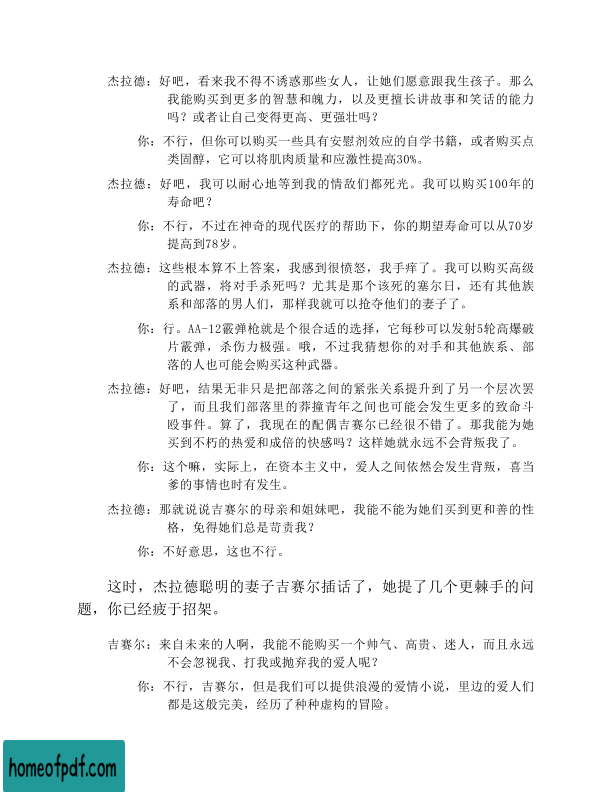 杰拉德：好吧，看来我不得不诱惑那些女人，让她们愿意跟我生孩子。那么
我能购买到更多的智慧和魄力，以及更擅长讲故事和笑话的能力
吗？或者让自己变得更高、更强壮吗？
你：不行，但你可以购买一些具有安慰剂效应的自学书籍，或者购买点
类固醇，它可以将肌肉质量和应激性提高30%。
杰拉德：好吧，我可以耐心地等到我的情敌们都死光。我可以购买100年的
寿命吧？
你：不行，不过在神奇的现代医疗的帮助下，你的期望寿命可以从70岁
提高到78岁。
杰拉德：这些根本算不上答案，我感到很愤怒，我手痒了。我可以购买高级
的武器，将对手杀死吗？尤其是那个该死的塞尔日，还有其他族
系和部落的男人们，那样我就可以抢夺他们的妻子了。
你：行。AA-12霰弹枪就是个很合适的选择，它每秒可以发射5轮高爆破
片霰弹，杀伤力极强。哦，不过我猜想你的对手和其他族系、部
落的人也可能会购买这种武器。
杰拉德：好吧，结果无非只是把部落之间的紧张关系提升到了另一个层次罢
了，而且我们部落里的莽撞青年之间也可能会发生更多的致命斗
殴事件。算了，我现在的配偶吉赛尔已经很不错了。那我能为她
买到不朽的热爱和成倍的快感吗？这样她就永远不会背叛我了。
你：这个嘛，实际上，在资本主义中，爱人之间依然会发生背叛，喜当
爹的事情也时有发生。
杰拉德：那就说说吉赛尔的母亲和姐妹吧，我能不能为她们买到更和善的性
格，免得她们总是苛责我？
你：不好意思，这也不行。
这时，杰拉德聪明的妻子吉赛尔插话了，她提了几个更棘手的问
题，你已经疲于招架。
吉赛尔：来自未来的人啊，我能不能购买一个帅气、高贵、迷人，而且永远
不会忽视我、打我或抛弃我的爱人呢？
你：不行，吉赛尔，但是我们可以提供浪漫的爱情小说，里边的爱人们
都是这般完美，经历了种种虚构的冒险。
homeofpdf.com